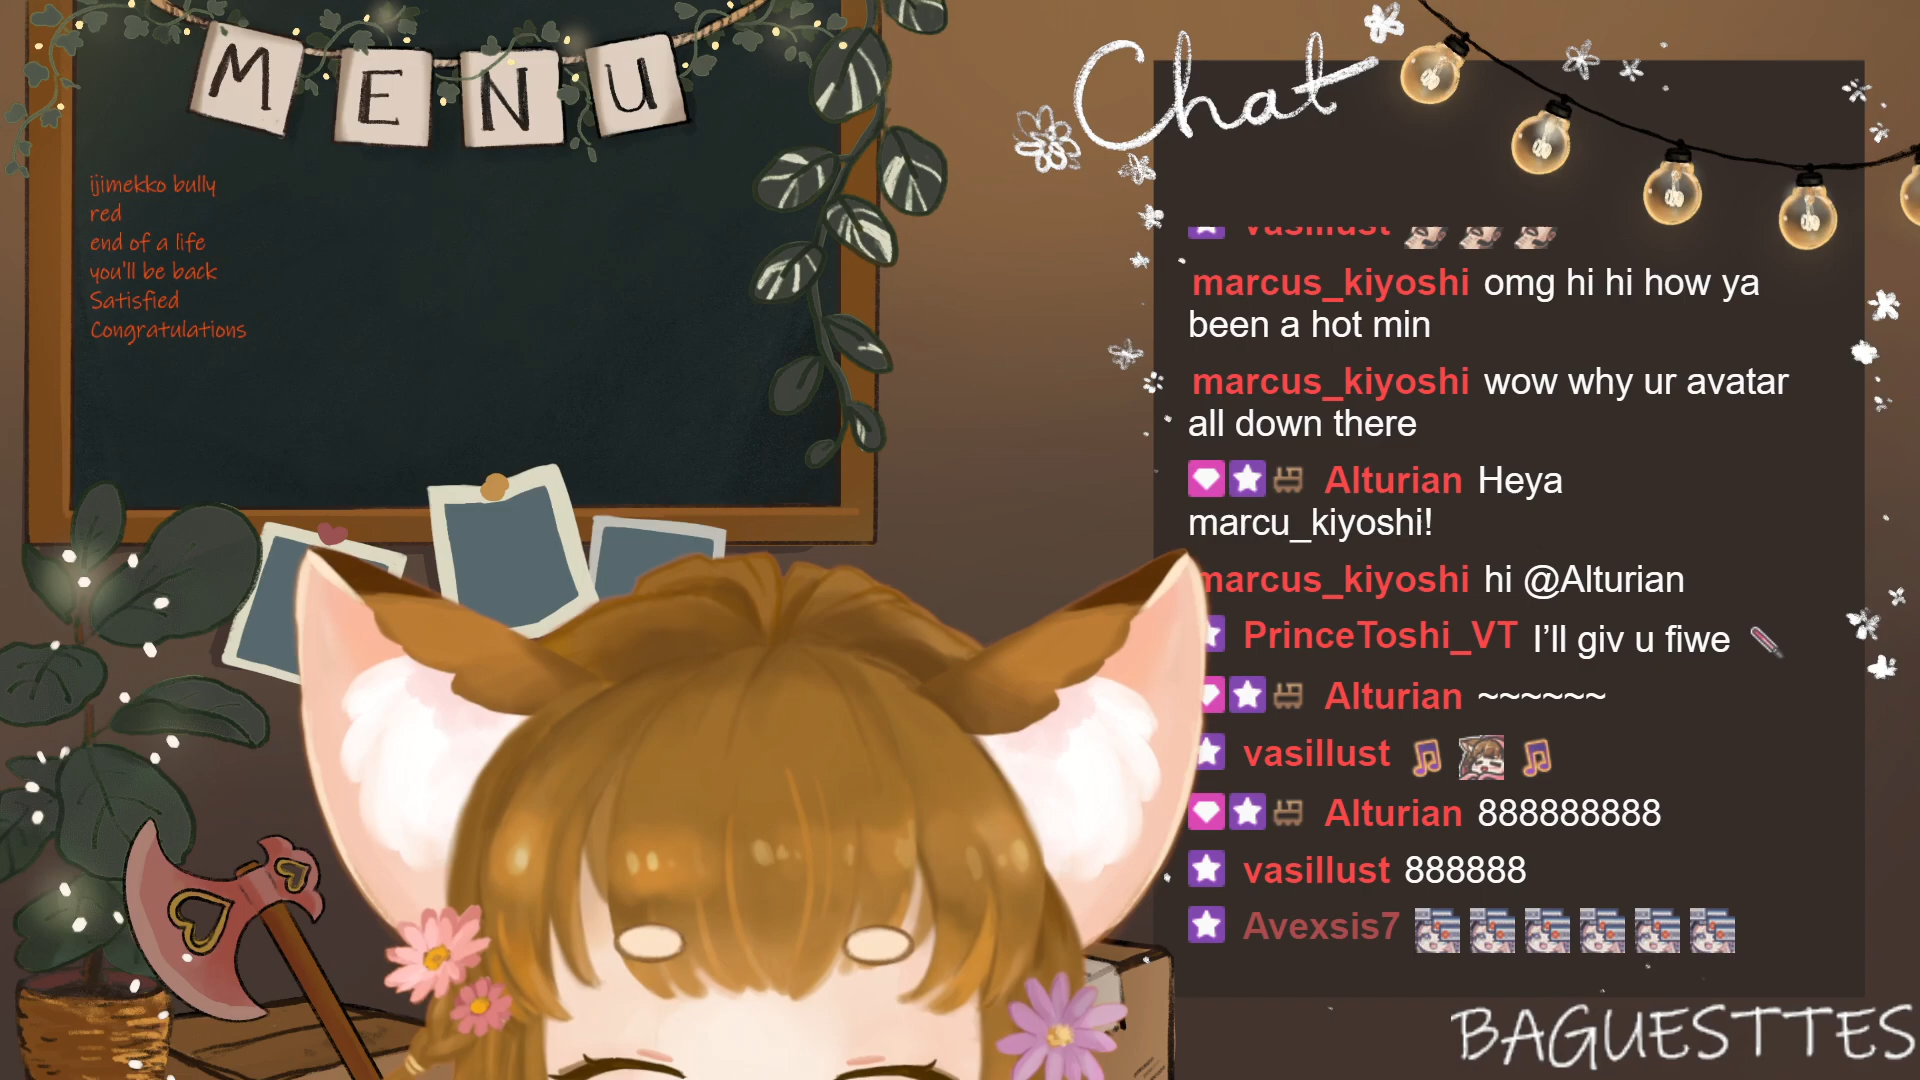 MENU
ijimekko bully
red
end of a life
you'll be back
Satisfied
Congratulations
Chat
vasillust
marcus_kiyoshi omg hi hi how ya
been a hot min
marcus_kiyoshi wow why ur avatar
all down there
Alturian Heya
marcu_kiyoshi!
marcus_kiyoshi hi @Alturian
PrinceToshi_VT I’ll giv u fiwe
Alturian ~~~~~~
vasillust
Alturian 888888888
vasillust 888888
Avexsis7
BAGUESTTES